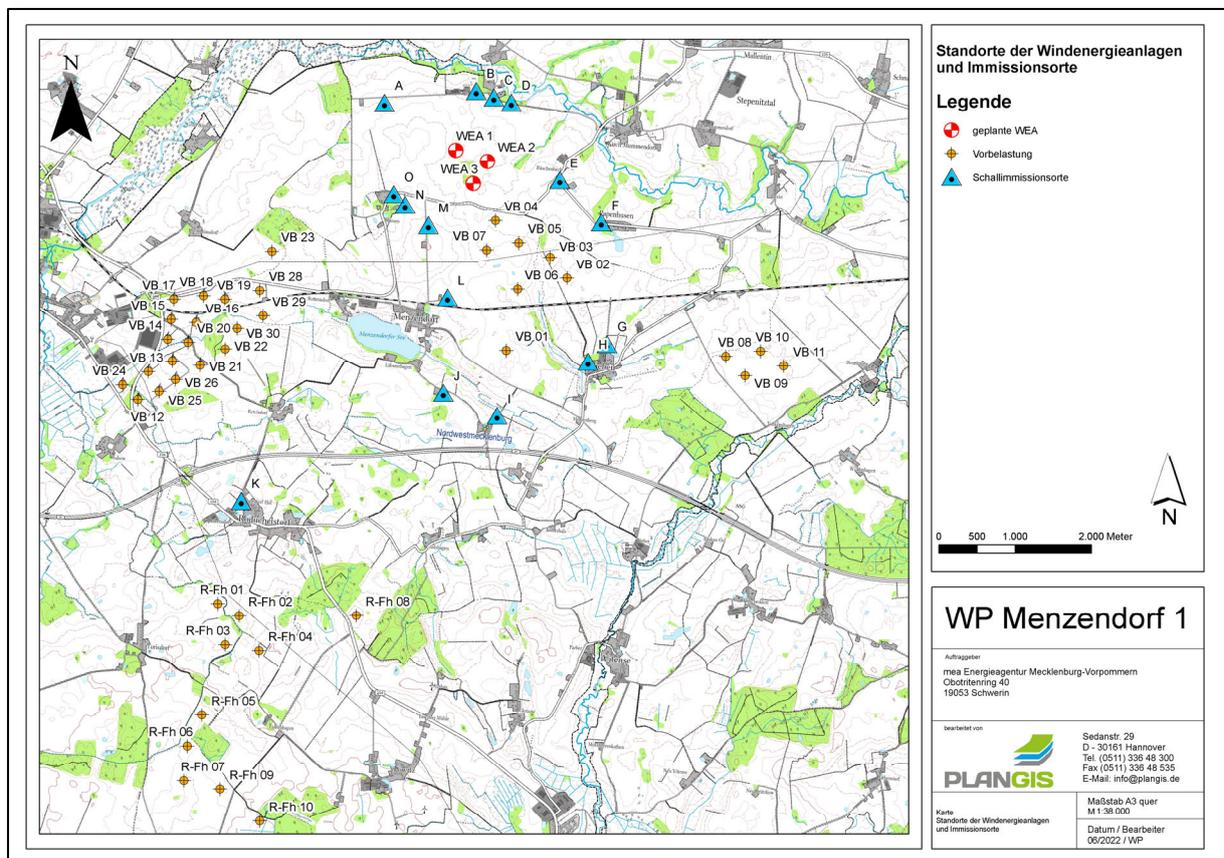 N
A
B
C
D
WEA 1
WEA 2
WEA 3
E
O
N
M
F
VB 04
VB 05
VB 07
VB 03
VB 02
VB 06
VB 23
VB 28
VB 17
VB 18
VB 19
VB 15
VB 16
VB 29
VB 14
VB 20
VB 30
VB 22
VB 13
VB 21
VB 24
VB 26
VB 25
VB 12
L
Menzendorf
Menzendorfer See
VB 01
G
H
VB 08
VB 10
VB 11
VB 09
J
I
Nordwestmecklenburg
K
Stepenitztal
Mallentin
R-Fh 01
R-Fh 02
R-Fh 08
R-Fh 03
R-Fh 04
R-Fh 05
R-Fh 06
R-Fh 07
R-Fh 09
R-Fh 10
Standorte der Windenergieanlagen
und Immissionsorte
Legende
geplante WEA
Vorbelastung
Schallimmissionsorte
N
0 500 1.000 2.000 Meter
WP Menzendorf 1
Auftraggeber
mea Energieagentur Mecklenburg-Vorpommern
Obotritenring 40
19053 Schwerin
bearbeitet von
PLANGIS
Sedanstr. 29
D - 30161 Hannover
Tel. (0511) 336 48 300
Fax (0511) 336 48 535
E-Mail: info@plangis.de
Karte
Standorte der Windenergieanlagen
und Immissionsorte
Maßstab A3 quer
M 1:38.000
Datum / Bearbeiter
06/2022 / WP